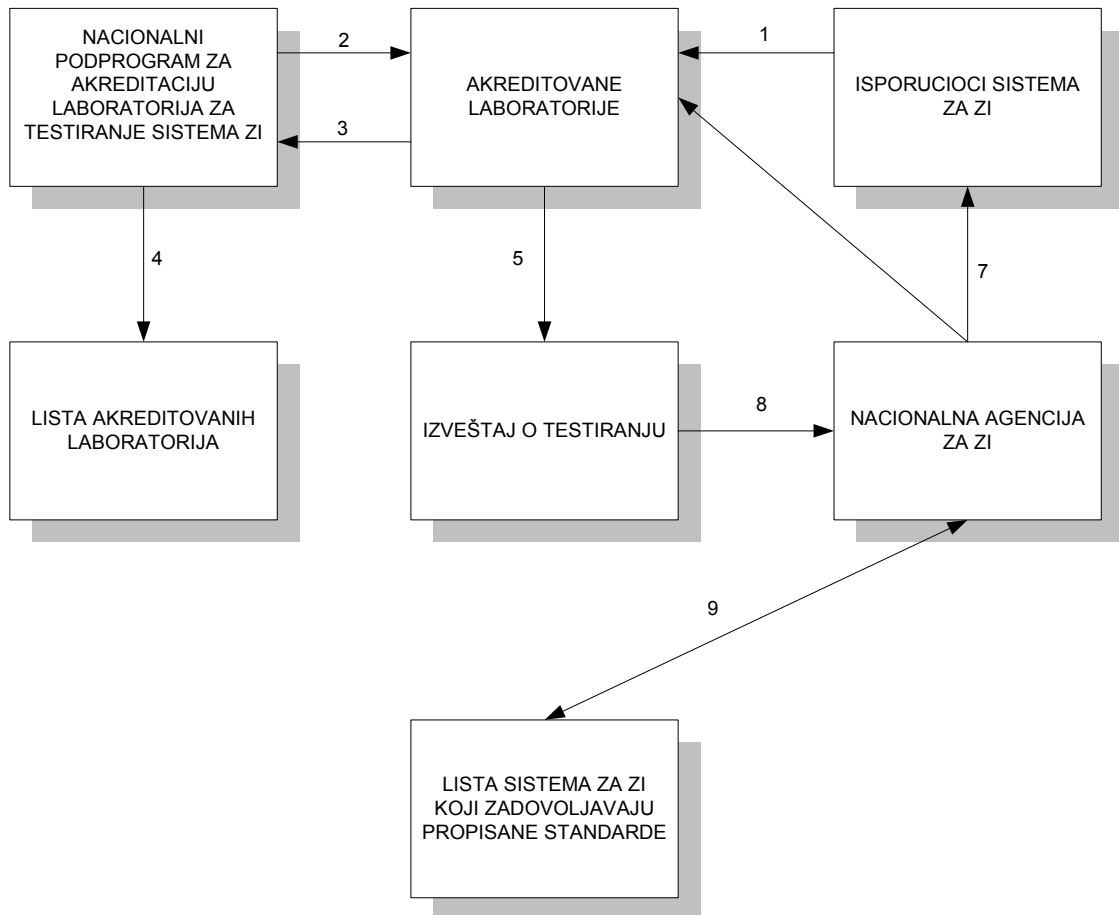 NACIONALNI
PODPROGRAM ZA
AKREDITACIJU
LABORATORIJA ZA
TESTIRANJE SISTEMA ZI
2
3
AKREDITOVANE
LABORATORIJE
1
ISPORUCIOCI SISTEMA
ZA ZI
4
5
7
LISTA AKREDITOVANIH
LABORATORIJA
IZVEŠTAJ O TESTIRANJU
8
NACIONALNA AGENCIJA
ZA ZI
9
LISTA SISTEMA ZA ZI
KOJI ZADOVOLJAVAJU
PROPISANE STANDARDE